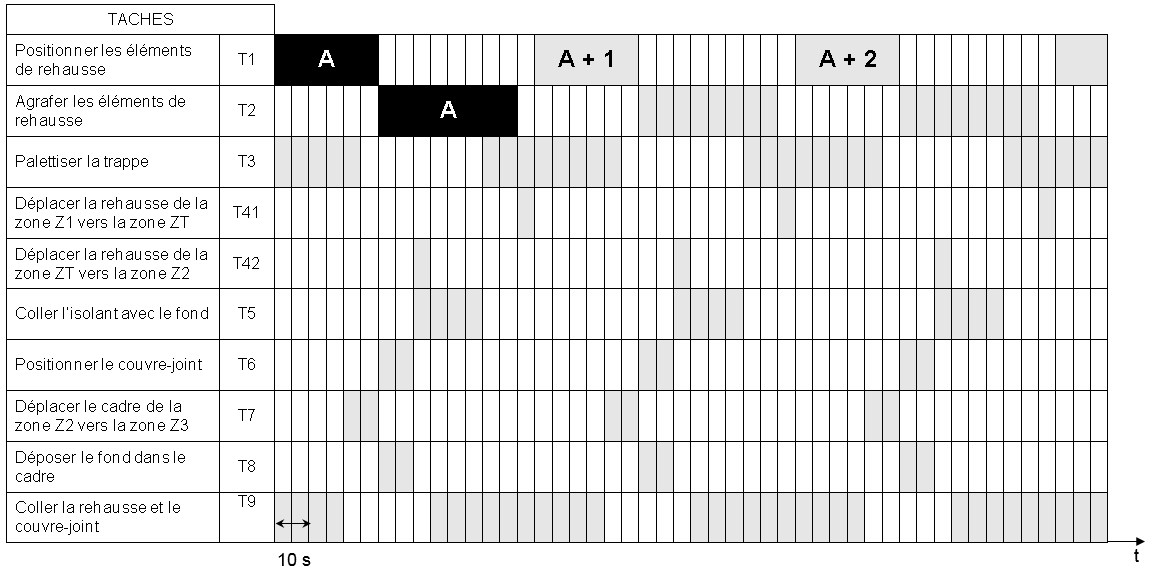 TACHES
Positionner les éléments
de rehausse
T1
A
A + 1
A + 2
Agrafer les éléments de
rehausse
T2
A
Palettiser la trappe
T3
Déplacer la rehausse de la
zone Z1 vers la zone ZT
T41
Déplacer la rehausse de la
zone ZT vers la zone Z2
T42
Coller l'isolant avec le fond
T5
Positionner le couvre-joint
T6
Déplacer le cadre de la
zone Z2 vers la zone Z3
T7
Déposer le fond dans le
cadre
T8
Coller la rehausse et le
couvre-joint
T9
10 s
t